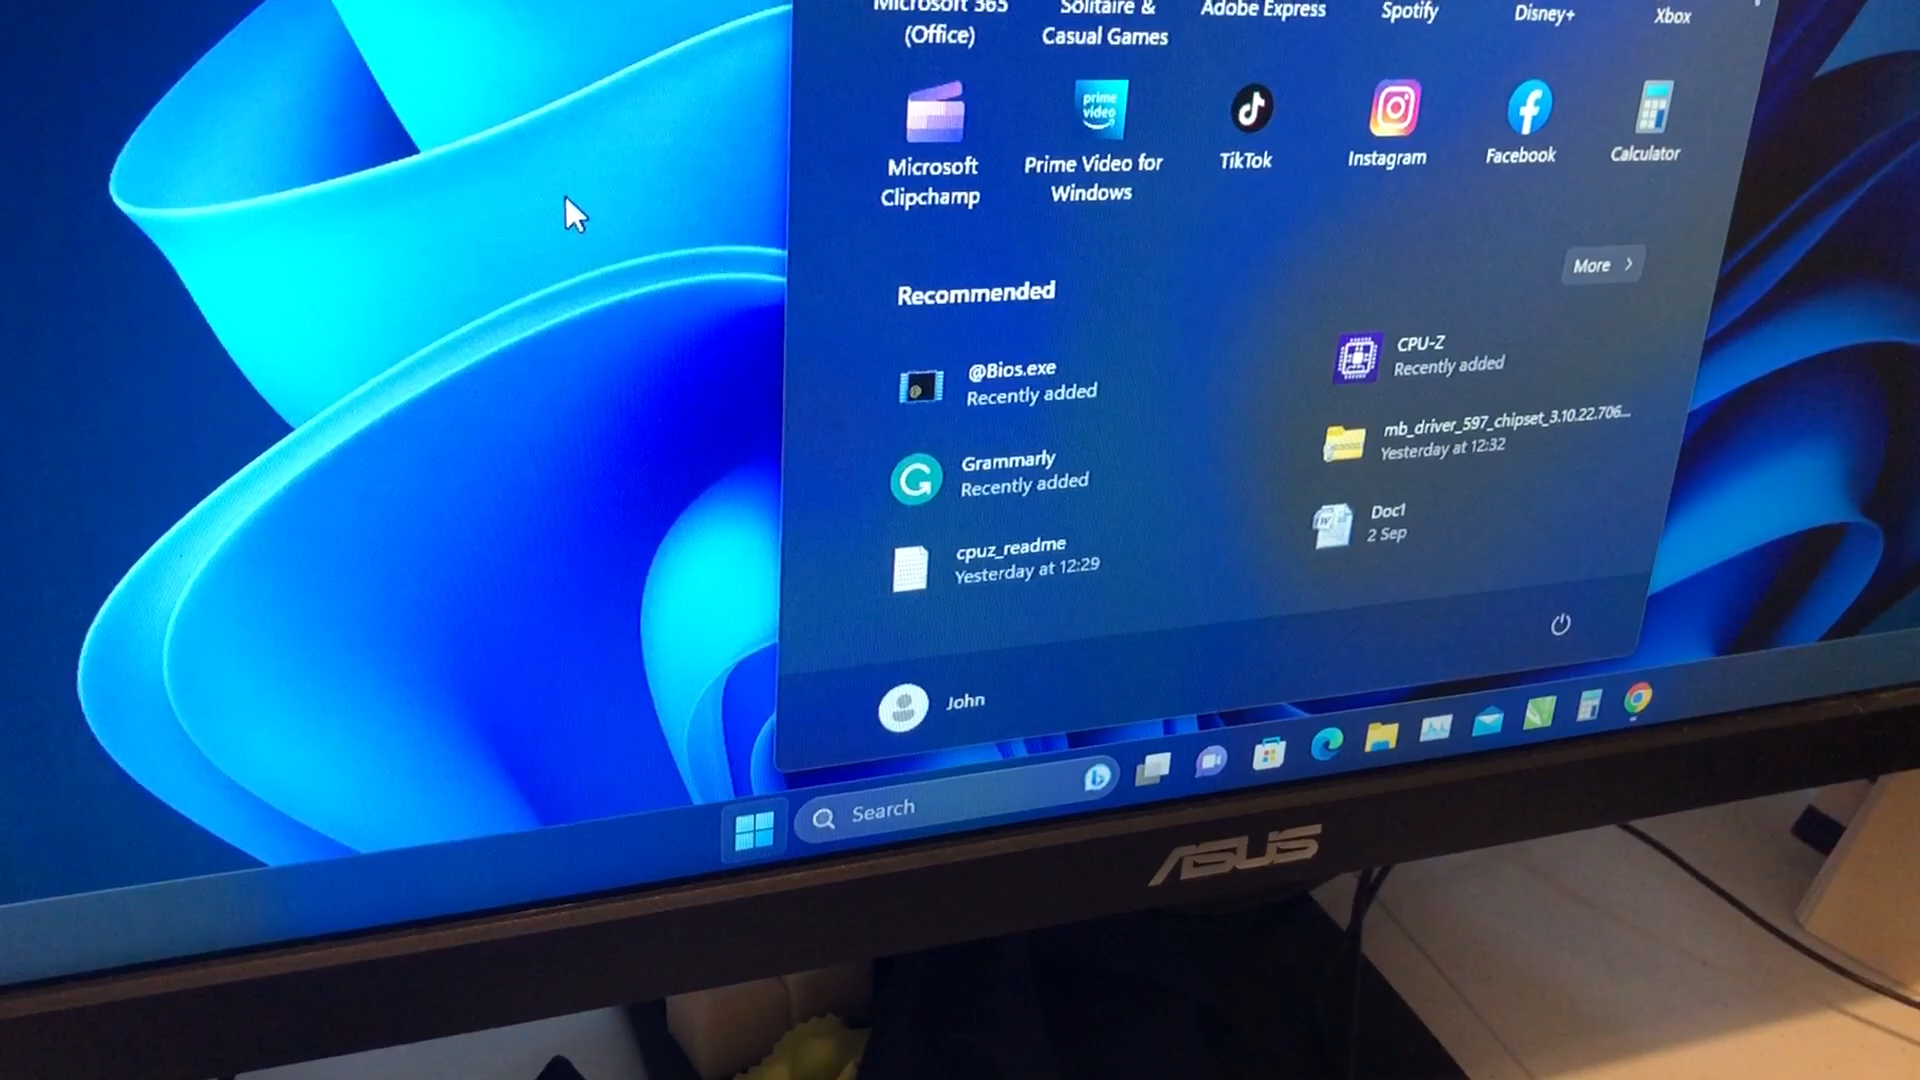 Microsoft 365
(Office)
Solitaire &
Casual Games
Adobe Express
Spotify
Disney+
Xbox
Microsoft
Clipchamp
prime
video
Prime Video for
Windows
TikTok
Instagram
Facebook
Calculator
Recommended
More
@Bios.exe
Recently added
CPU-Z
Recently added
Grammarly
Recently added
mb_driver_597_chipset_3.10.22.706...
Yesterday at 12:32
cpuz_readme
Yesterday at 12:29
Doc1
2 Sep
John
Search
ASUS